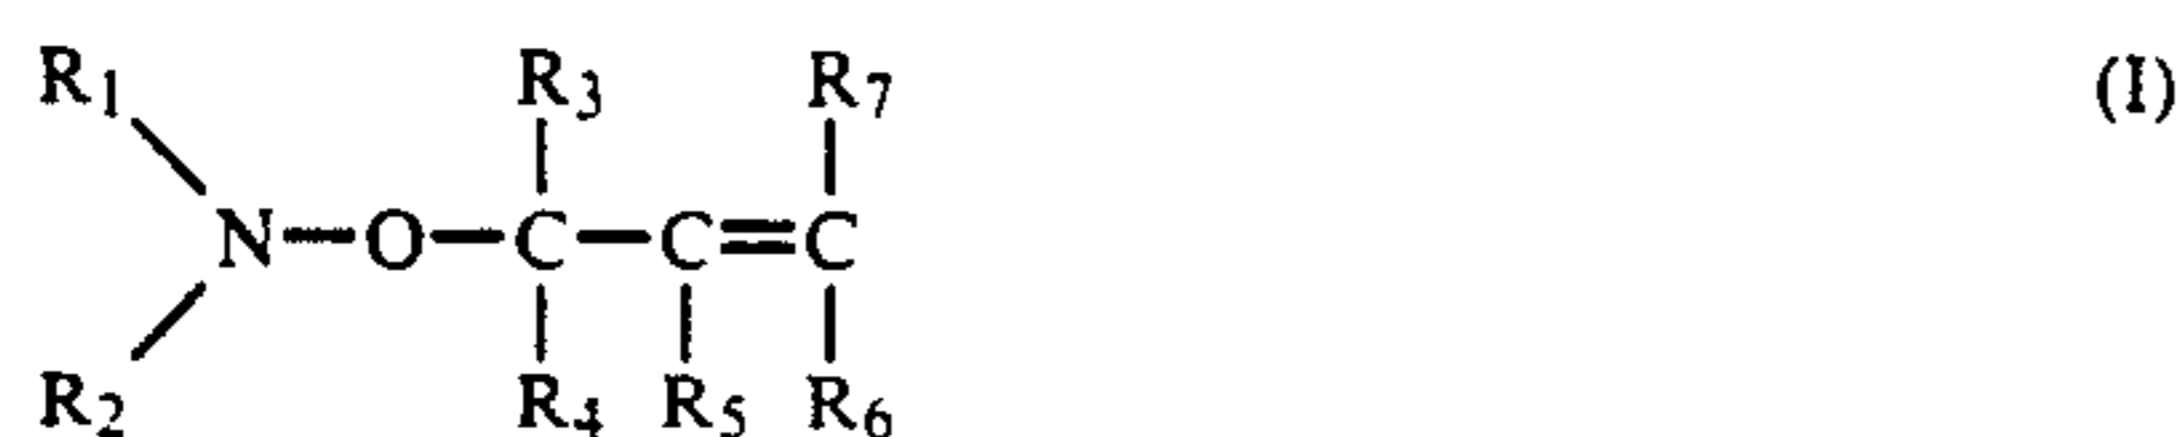 R1 R3 R7 (I)
N—O—C—C=C
R2 R4 R5 R6